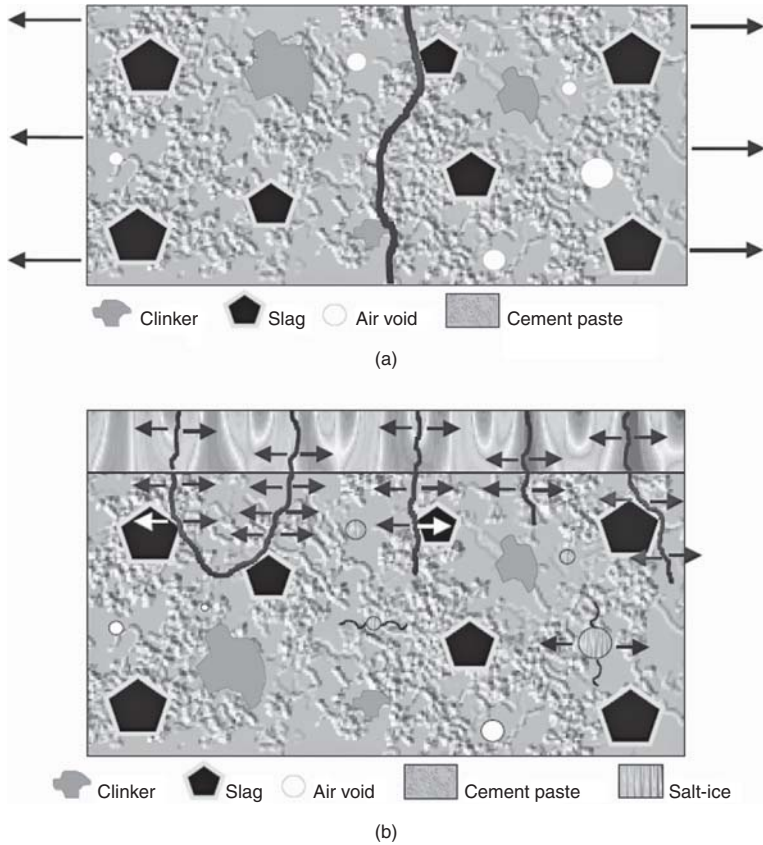 Clinker Slag Air void Cement paste
(a)
Clinker Slag Air void Cement paste Salt-ice
(b)